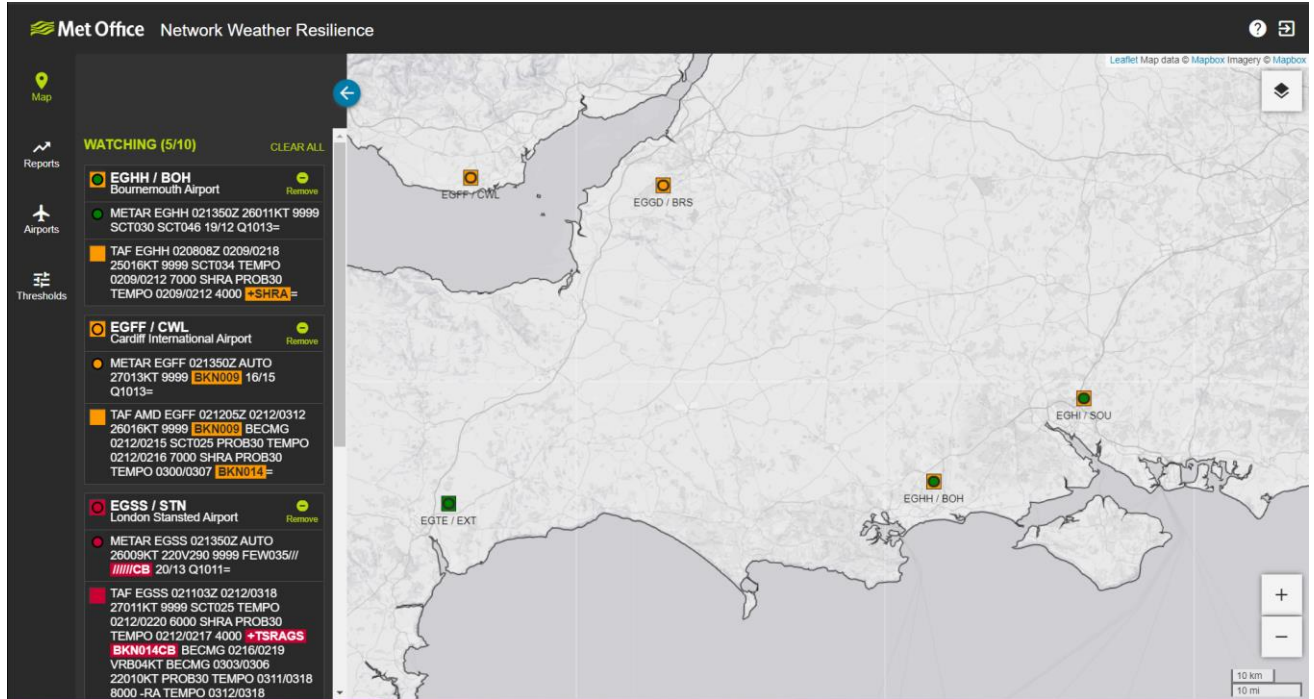 Met Office Network Weather Resilience
Leaflet Map data © Mapbox Imagery © Mapbox
Map
Reports
Airports
Thresholds
WATCHING (5/10) CLEAR ALL
EGHH / BOH
Bournemouth Airport Remove
METAR EGHH 021350Z 26011KT 9999
SCT030 SCT046 19/12 Q1013=
TAF EGHH 020808Z 0209/0218
25016KT 9999 SCT034 TEMPO
0209/0212 7000 SHRA PROB30
TEMPO 0209/0212 4000 +SHRA=
EGFF / CWL
Cardiff International Airport Remove
METAR EGFF 021350Z AUTO
27013KT 9999 BKN009 16/15
Q1013=
TAF AMD EGFF 021205Z 0212/0312
26016KT 9999 BKN009 BECMG
0212/0215 SCT025 PROB30 TEMPO
0212/0216 7000 SHRA PROB30
TEMPO 0300/0307 BKN014=
EGSS / STN
London Stansted Airport Remove
METAR EGSS 021350Z AUTO
26009KT 220V290 9999 FEW035///
//////CB 20/13 Q1011=
TAF EGSS 021103Z 0212/0318
27011KT 9999 SCT025 TEMPO
0212/0220 6000 SHRA PROB30
TEMPO 0212/0217 4000 +TSRAGS
BKN014CB BECMG 0216/0219
VRB04KT BECMG 0303/0306
22010KT PROB30 TEMPO 0311/0318
8000 -RA TEMPO 0312/0318
EGFF / CWL
EGGD / BRS
EGHI / SOU
EGHH / BOH
EGTE / EXT
+
−
10 km
10 mi